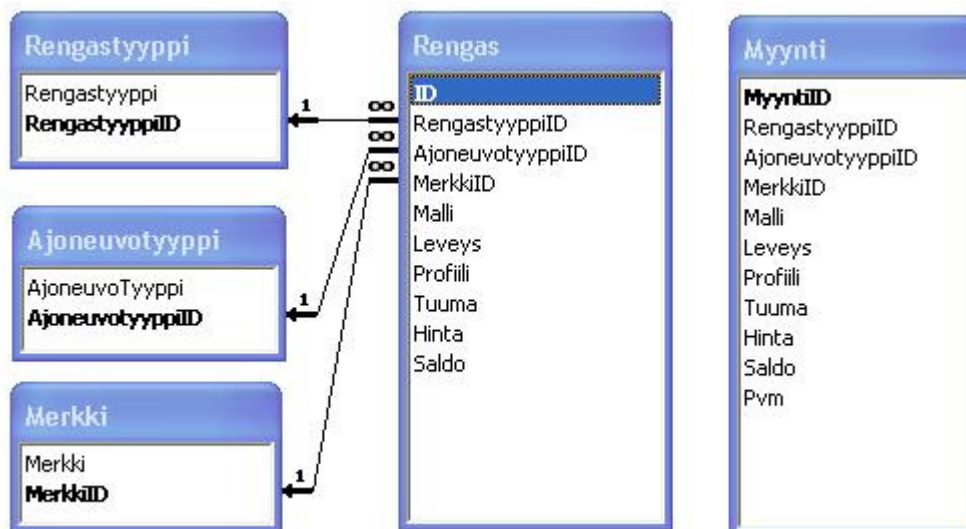 Rengastyyppi
Rengastyyppi
RengastyyppiID
Ajoneuvotyyppi
AjoneuvoTyyppi
AjoneuvotyyppiID
Merkki
Merkki
MerkkiID
1
1
1
∞
∞
∞
Rengas
ID
RengastyyppiID
AjoneuvotyyppiID
MerkkiID
Malli
Leveys
Profiili
Tuuma
Hinta
Saldo
Myynti
MyyntiID
RengastyyppiID
AjoneuvotyyppiID
MerkkiID
Malli
Leveys
Profiili
Tuuma
Hinta
Saldo
Pvm